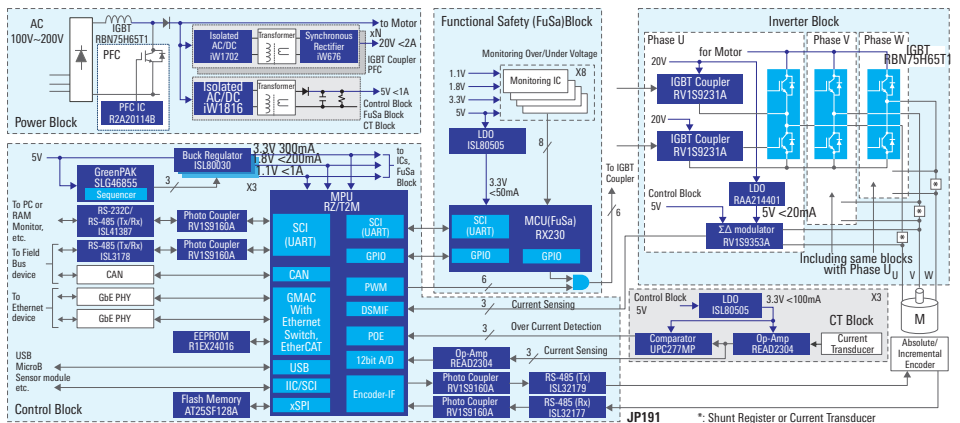 AC
100V~200V
IGBT
RBN75H65T1
PFC
PFC IC
R2A20114B
Power Block
Isolated
AC/DC
iW1702
Transformer
Synchronous
Rectifier
iW676
to Motor
xN
20V <2A
IGBT Coupler
PFC
Isolated
AC/DC
iW1816
Transformer
5V <1A
Control Block
FuSa Block
CT Block
Functional Safety (FuSa)Block
Monitoring Over/Under Voltage
1.1V
1.8V
3.3V
5V
Monitoring IC
X8
LDO
ISL80505
8
3.3V
<50mA
To IGBT
Coupler
6
MCU(FuSa)
RX230
SCI
(UART)
GPIO
GPIO
Inverter Block
Phase U
Phase V
Phase W
IGBT
RBN75H65T1
for Motor
20V
IGBT Coupler
RV1S9231A
20V
IGBT Coupler
RV1S9231A
LDO
RAA214401
Control Block
5V
5V <20mA
ΣΔ modulator
RV1S9353A
*
*
*
Including same blocks
with Phase U
U
V
W
M
5V
Buck Regulator
ISL80030
3.3V 300mA
1.8V <200mA
1.1V <1A
to
ICs,
FuSa
Block
GreenPAK
SLG46855
Sequencer
3
X3
MPU
RZ/T2M
To PC or
RAM
Monitor,
etc.
RS-232C/
RS-485 (Tx/Rx)
ISL41387
Photo Coupler
RV1S9160A
SCI
(UART)
SCI
(UART)
To Field
Bus
device
RS-485 (Tx/Rx)
ISL3178
Photo Coupler
RV1S9160A
GPIO
CAN
CAN
PWM
6
To
Ethernet
device
GbE PHY
GbE PHY
GMAC
With
Ethernet
Switch,
EtherCAT
DSMIF
3
Current Sensing
POE
3
Over Current Detection
EEPROM
R1EX24016
12bit A/D
Op-Amp
READ2304
3
Current Sensing
USB
MicroB
Sensor module
etc.
USB
IIC/SCI
xSPI
Encoder-IF
Photo Coupler
RV1S9160A
RS-485 (Tx)
ISL32179
Flash Memory
AT25SF128A
Photo Coupler
RV1S9160A
RS-485 (Rx)
ISL32177
Control Block
Control Block
5V
LDO
ISL80505
3.3V <100mA
X3
CT Block
Comparator
UPC277MP
Op-Amp
READ2304
Current
Transducer
Absolute/
Incremental
Encoder
JP191
*: Shunt Register or Current Transducer